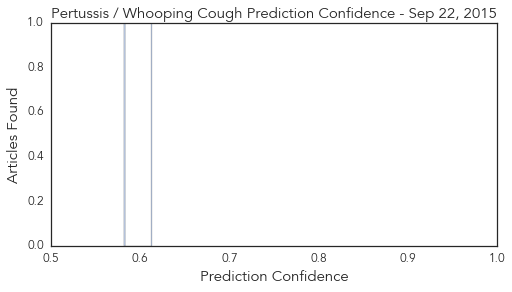 Pertussis / Whooping Cough Prediction Confidence - Sep 22, 2015
1.0
0.8
0.6
0.4
0.2
0.0
Articles Found
0.5 0.6 0.7 0.8 0.9 1.0
Prediction Confidence